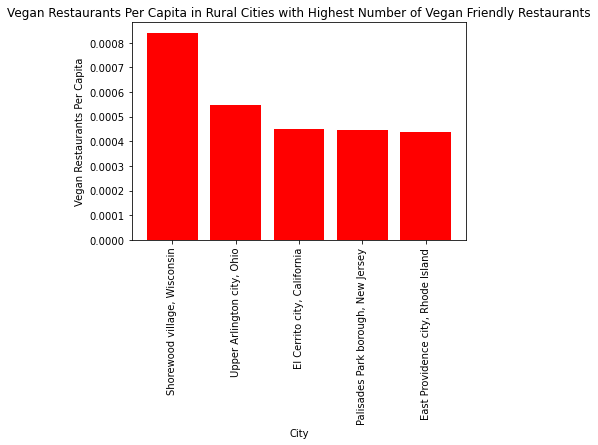 Vegan Restaurants Per Capita in Rural Cities with Highest Number of Vegan Friendly Restaurants
Vegan Restaurants Per Capita
0.0008
0.0007
0.0006
0.0005
0.0004
0.0003
0.0002
0.0001
0.0000
Shorewood village, Wisconsin
Upper Arlington city, Ohio
El Cerrito city, California
Palisades Park borough, New Jersey
East Providence city, Rhode Island
City